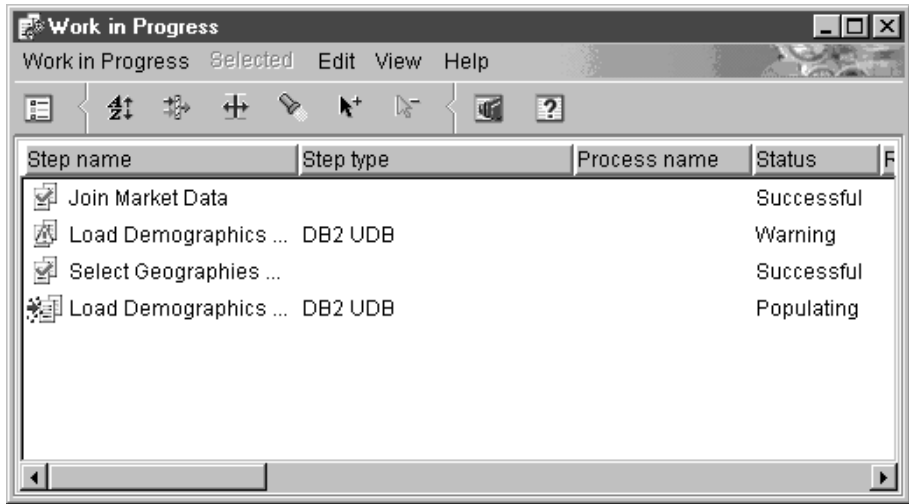 Work in Progress
Work in Progress Selected Edit View Help
Step name Step type Process name Status R
Join Market Data Successful
Load Demographics ... DB2 UDB Warning
Select Geographies ... Successful
Load Demographics ... DB2 UDB Populating